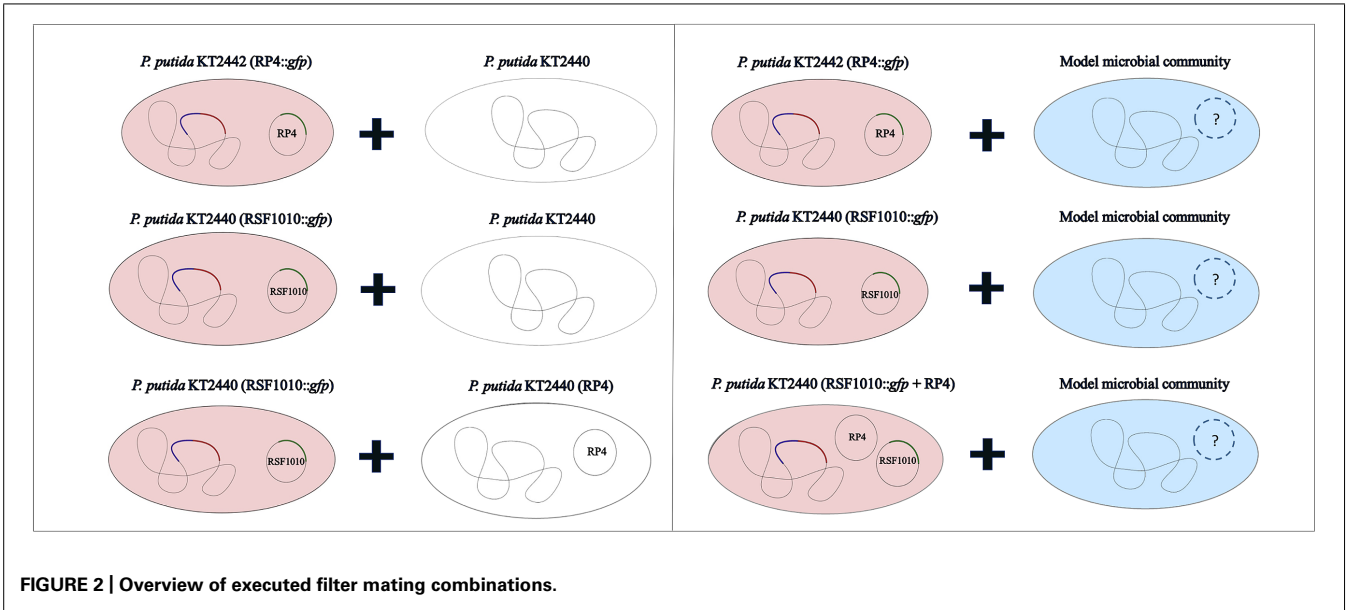 P. putida KT2442 (RP4::gfp)
P. putida KT2440
RP4
P. putida KT2440 (RSF1010::gfp)
P. putida KT2440
RSF1010
P. putida KT2440 (RSF1010::gfp)
P. putida KT2440 (RP4)
RSF1010
RP4
P. putida KT2442 (RP4::gfp)
Model microbial community
RP4
?
P. putida KT2440 (RSF1010::gfp)
Model microbial community
RSF1010
?
P. putida KT2440 (RSF1010::gfp + RP4)
Model microbial community
RP4
RSF1010
?
FIGURE 2 | Overview of executed filter mating combinations.